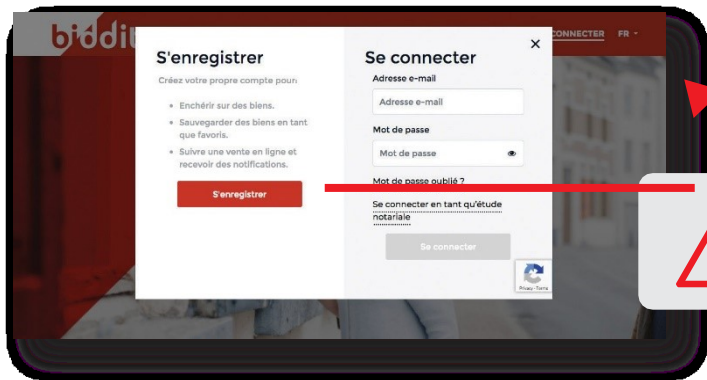 biddit
CONNECTER FR
S'enregistrer
Créez votre propre compte pour:
• Enchérir sur des biens.
• Sauvegarder des biens en tant
que favoris.
• Suivre une vente en ligne et
recevoir des notifications.
S'enregistrer
×
Se connecter
Adresse e-mail
Adresse e-mail
Mot de passe
Mot de passe
Mot de passe oublié ?
Se connecter en tant qu'étude
notariale
Se connecter
Privacy - Terms